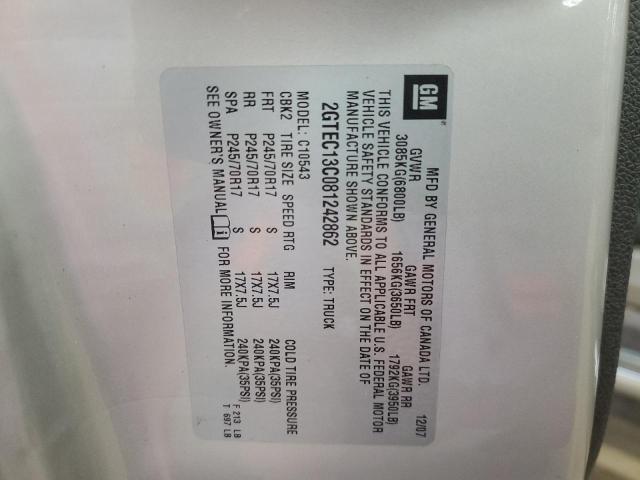 GM
MFD BY GENERAL MOTORS OF CANADA LTD. 12/07
GVWR GAWR FRT GAWR RR
3085KG(6800LB) 1656KG(3650LB) 1792KG(3950LB)
THIS VEHICLE CONFORMS TO ALL APPLICABLE U.S. FEDERAL MOTOR
VEHICLE SAFETY STANDARDS IN EFFECT ON THE DATE OF
MANUFACTURE SHOWN ABOVE.
2GTEC13C081242862 TYPE: TRUCK
MODEL: C10543
CBK2 TIRE SIZE SPEED RTG RIM COLD TIRE PRESSURE
FRT P245/70R17 S 17X7.5J 240KPA(35PSI)
RR P245/70R17 S 17X7.5J 240KPA(35PSI)
SPA P245/70R17 S 17X7.5J 240KPA(35PSI)
SEE OWNER'S MANUAL FOR MORE INFORMATION.
F 213 LB
T 697 LB